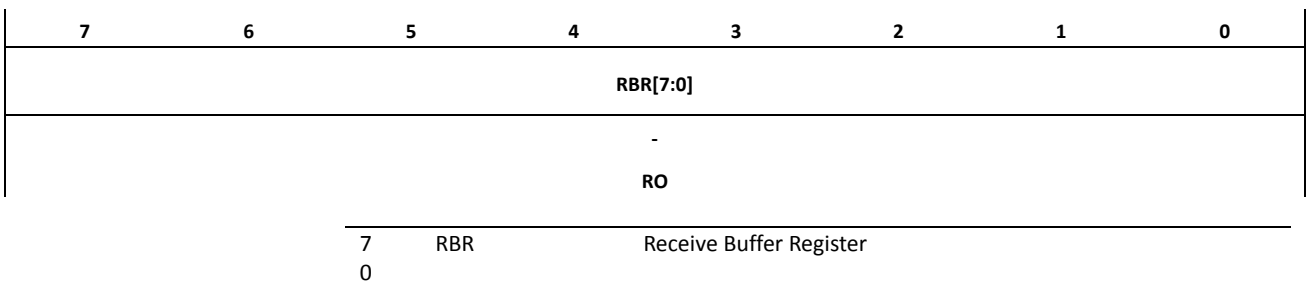 7 6 5 4 3 2 1 0
RBR[7:0]
-
RO
7 RBR Receive Buffer Register
0